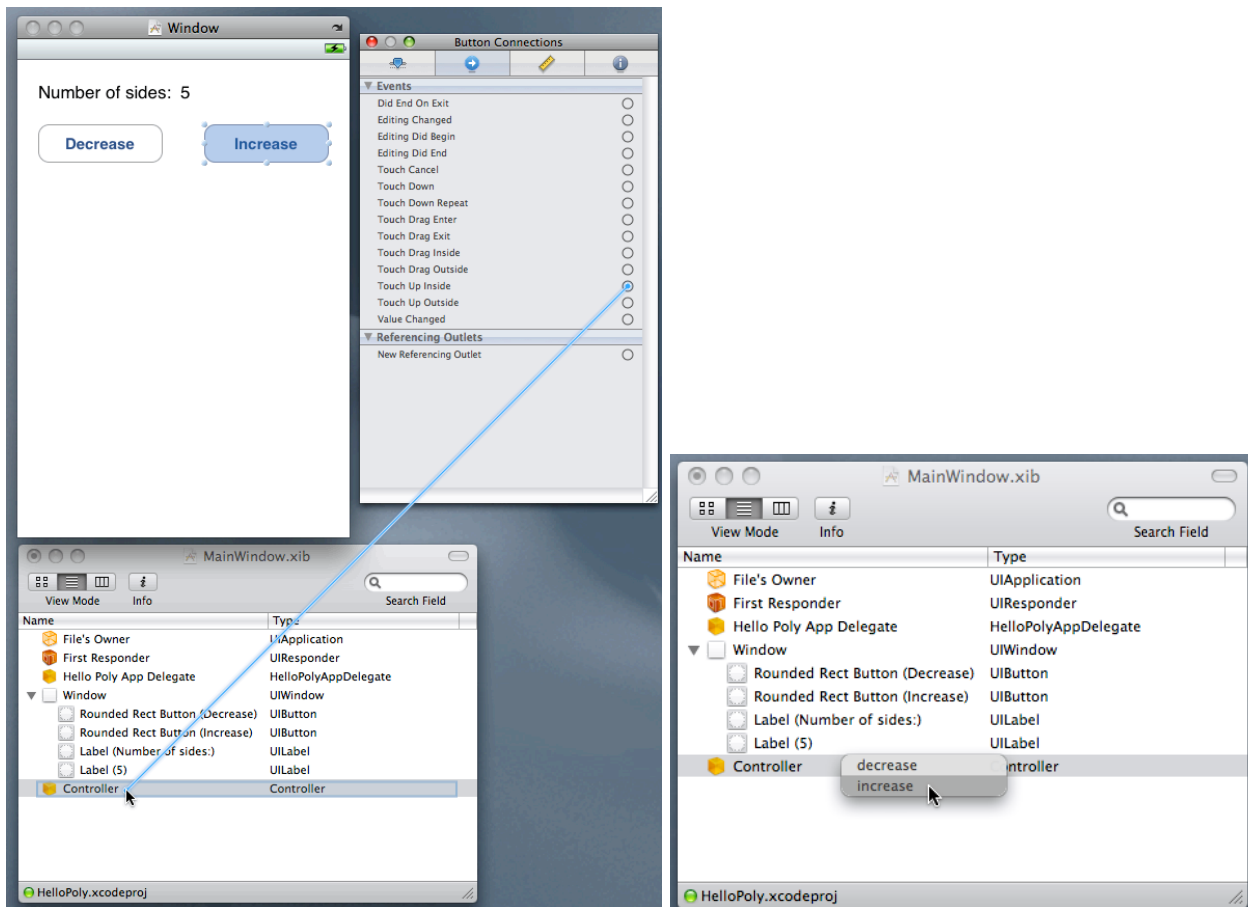 Window
Number of sides: 5
Decrease Increase
Button Connections
Events
Did End On Exit
Editing Changed
Editing Did Begin
Editing Did End
Touch Cancel
Touch Down
Touch Down Repeat
Touch Drag Enter
Touch Drag Exit
Touch Drag Inside
Touch Drag Outside
Touch Up Inside
Touch Up Outside
Value Changed
Referencing Outlets
New Referencing Outlet
MainWindow.xib
View Mode Info Search Field
Name Type
File's Owner UIApplication
First Responder UIResponder
Hello Poly App Delegate HelloPolyAppDelegate
Window UIWindow
Rounded Rect Button (Decrease) UIButton
Rounded Rect Button (Increase) UIButton
Label (Number of sides:) UILabel
Label (5) UILabel
Controller Controller
HelloPoly.xcodeproj
MainWindow.xib
View Mode Info Search Field
Name Type
File's Owner UIApplication
First Responder UIResponder
Hello Poly App Delegate HelloPolyAppDelegate
Window UIWindow
Rounded Rect Button (Decrease) UIButton
Rounded Rect Button (Increase) UIButton
Label (Number of sides:) UILabel
Label (5) UILabel
Controller Controller
decrease
increase
HelloPoly.xcodeproj